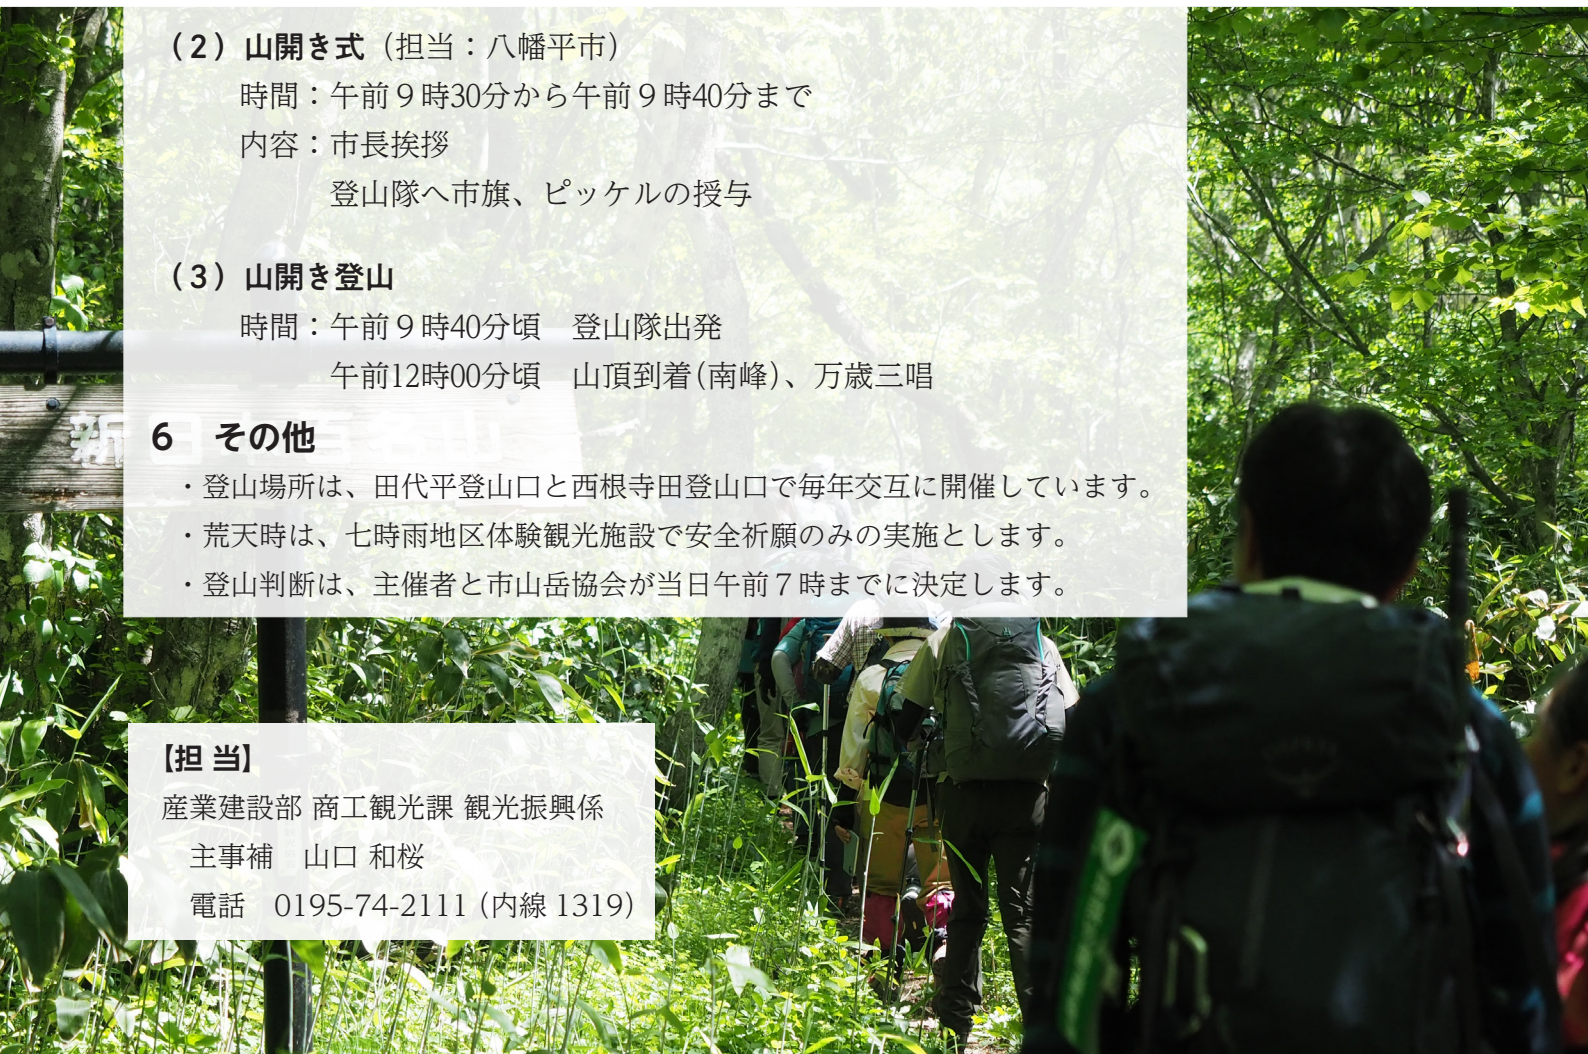 （２）山開き式（担当：八幡平市）
時間：午前９時30分から午前９時40分まで
内容：市長挨拶
登山隊へ市旗、ピッケルの授与
（３）山開き登山
時間：午前９時40分頃　登山隊出発
午前12時00分頃　山頂到着（南峰）、万歳三唱
新日本百名山
６　その他
・登山場所は、田代平登山口と西根寺田登山口で毎年交互に開催しています。
・荒天時は、七時雨地区体験観光施設で安全祈願のみの実施とします。
・登山判断は、主催者と市山岳協会が当日午前７時までに決定します。
【担 当】
産業建設部 商工観光課 観光振興係
主事補　山口 和桜
電話　0195-74-2111（内線 1319）